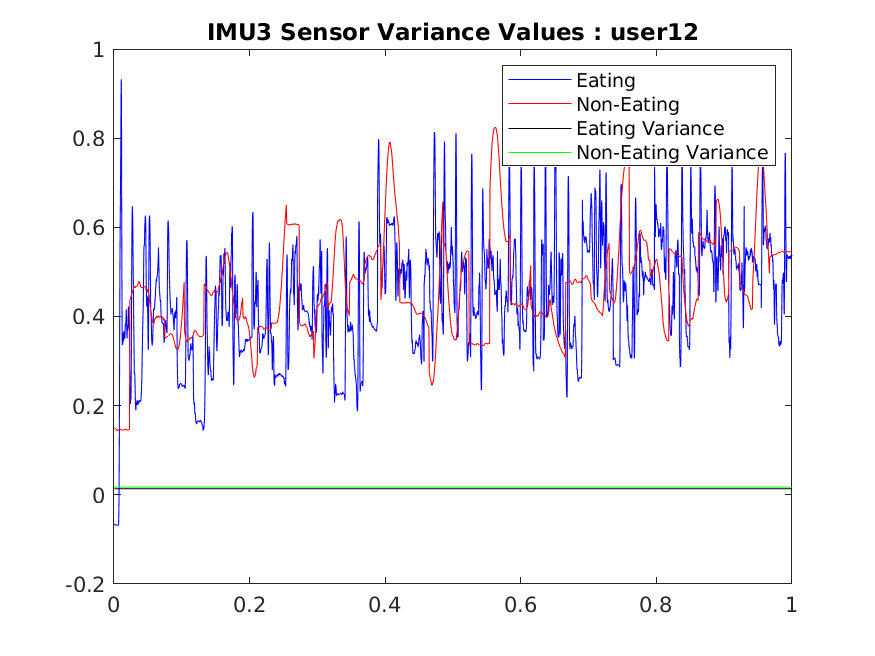 IMU3 Sensor Variance Values : user12
1
0.8
0.6
0.4
0.2
0
-0.2
Eating
Non-Eating
Eating Variance
Non-Eating Variance
0 0.2 0.4 0.6 0.8 1